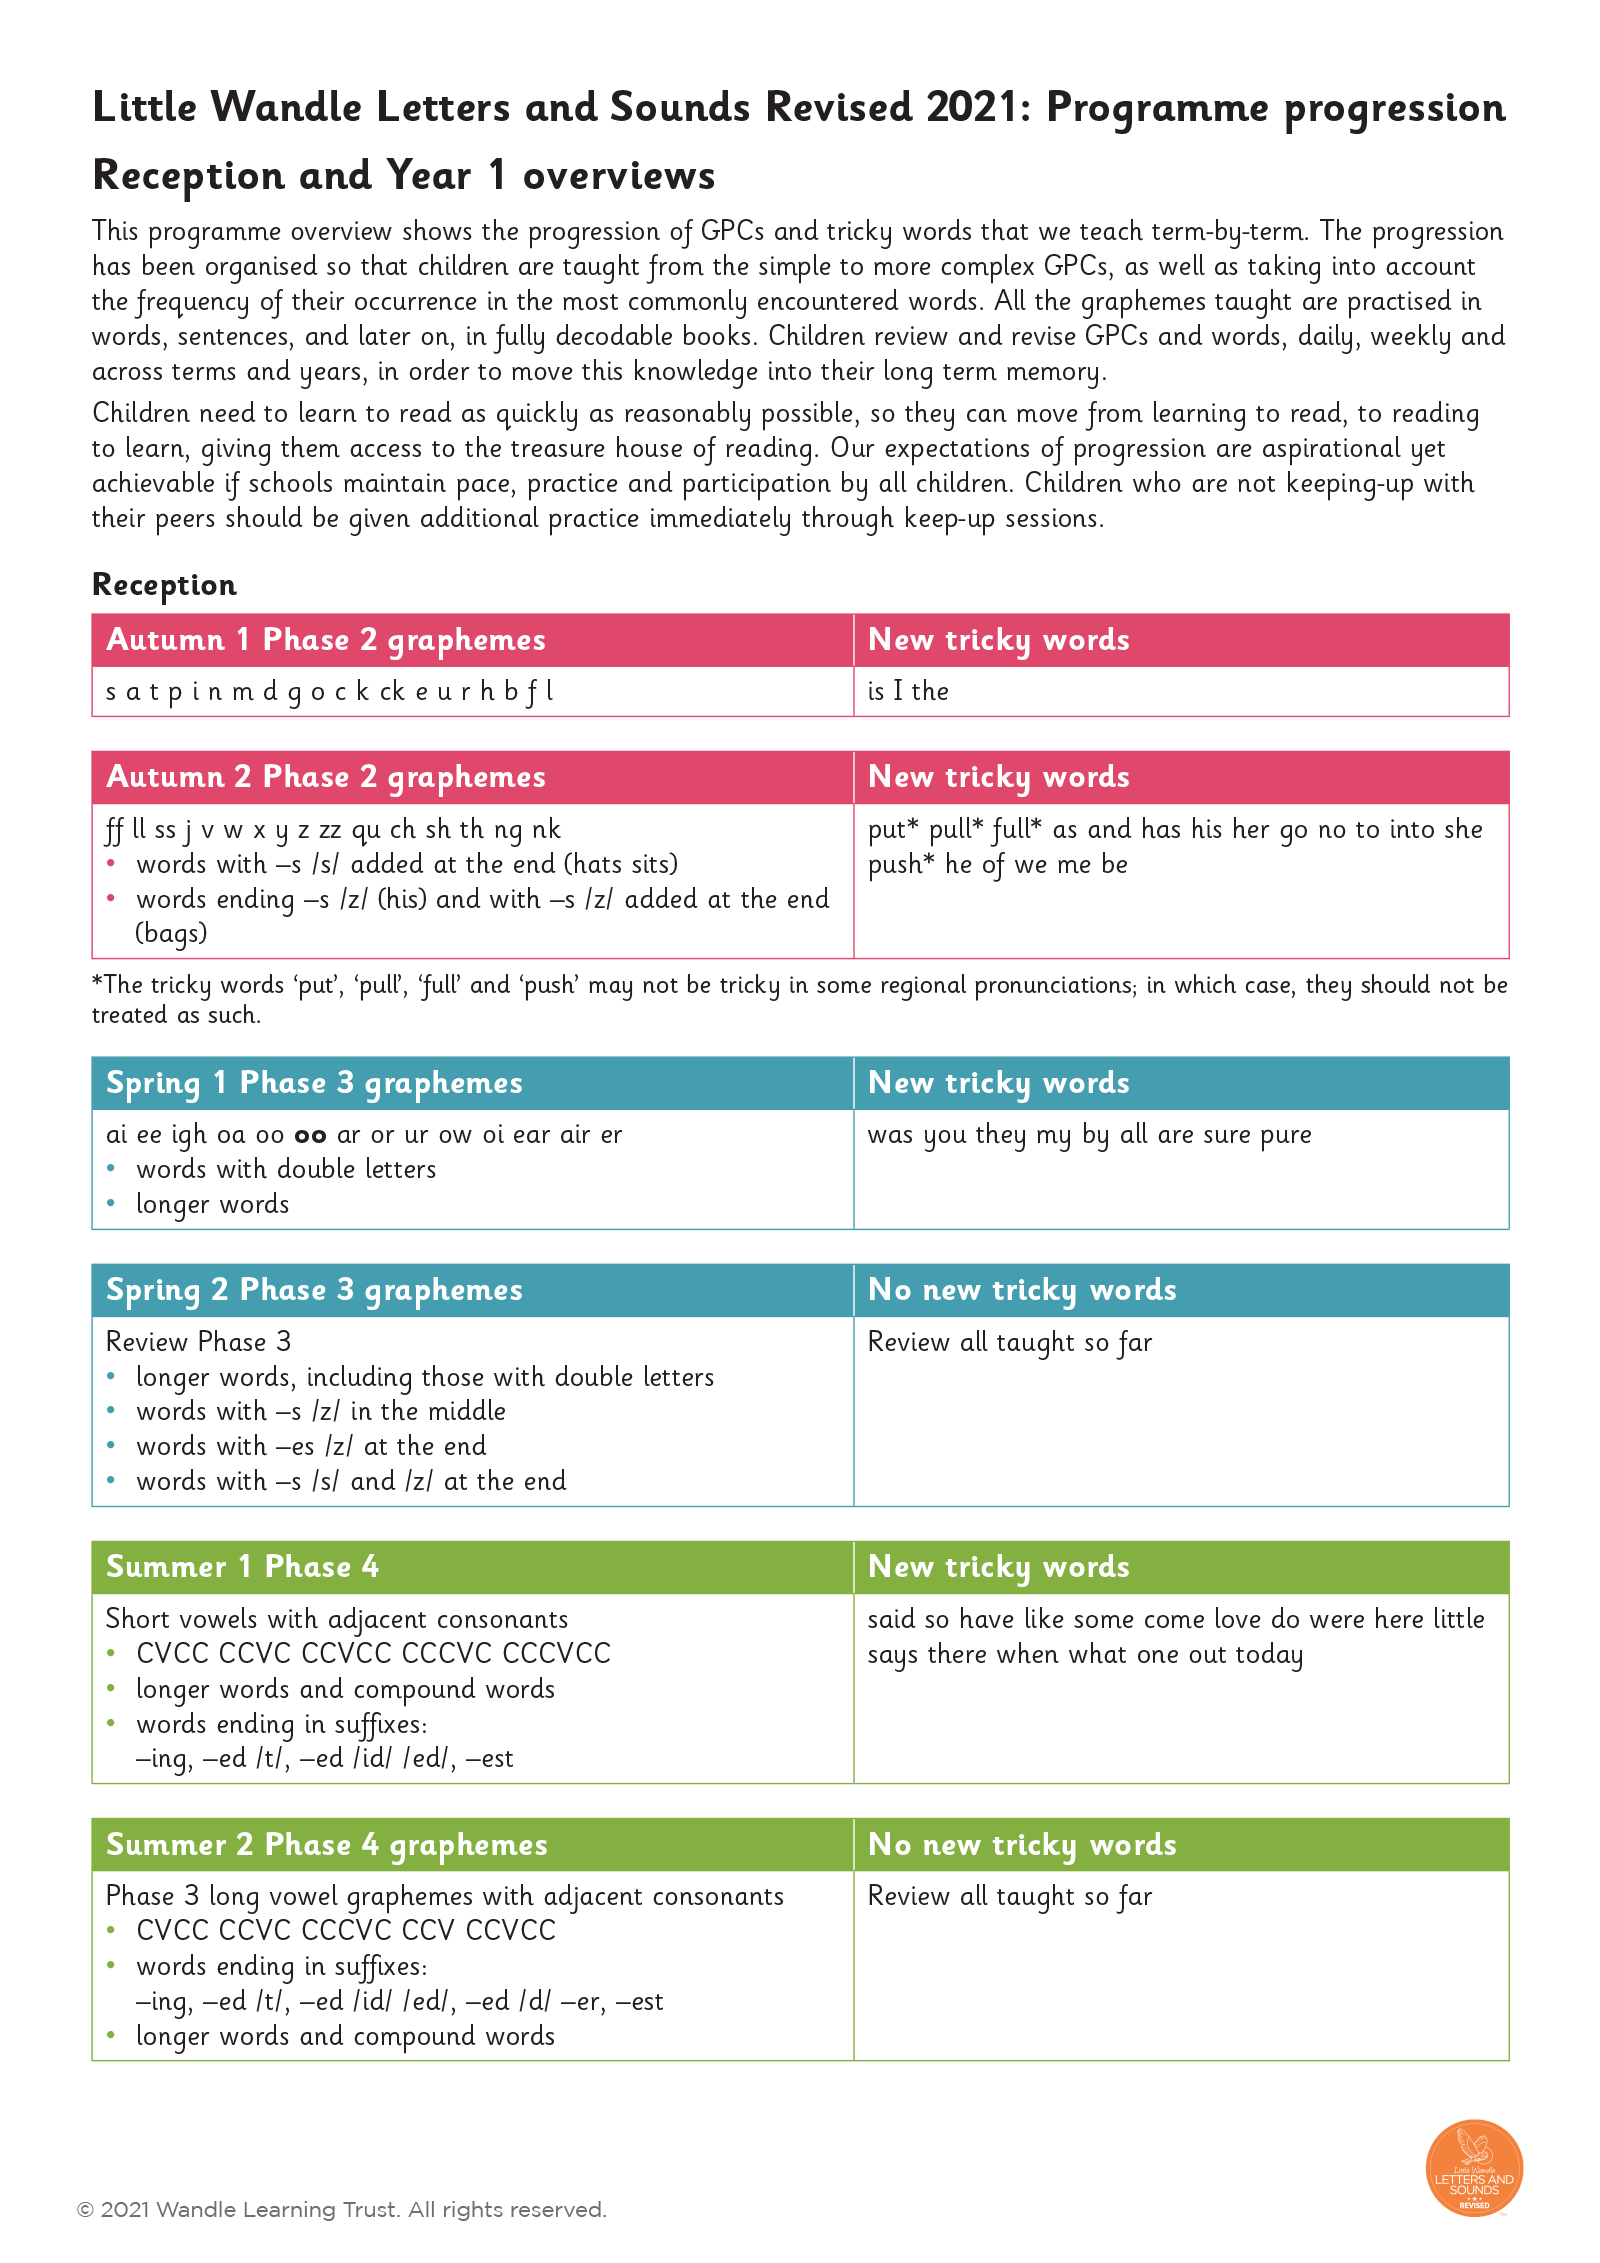 Little Wandle Letters and Sounds Revised 2021: Programme progression
Reception and Year 1 overviews
This programme overview shows the progression of GPCs and tricky words that we teach term-by-term. The progression
has been organised so that children are taught from the simple to more complex GPCs, as well as taking into account
the frequency of their occurrence in the most commonly encountered words. All the graphemes taught are practised in
words, sentences, and later on, in fully decodable books. Children review and revise GPCs and words, daily, weekly and
across terms and years, in order to move this knowledge into their long term memory.
Children need to learn to read as quickly as reasonably possible, so they can move from learning to read, to reading
to learn, giving them access to the treasure house of reading. Our expectations of progression are aspirational yet
achievable if schools maintain pace, practice and participation by all children. Children who are not keeping-up with
their peers should be given additional practice immediately through keep-up sessions.
Reception
Autumn 1 Phase 2 graphemes
New tricky words
s a t p i n m d g o c k ck e u r h b f l
is I the
Autumn 2 Phase 2 graphemes
New tricky words
ff ll ss j v w x y z zz qu ch sh th ng nk
• words with –s /s/ added at the end (hats sits)
• words ending –s /z/ (his) and with –s /z/ added at the end
(bags)
put* pull* full* as and has his her go no to into she
push* he of we me be
*The tricky words ‘put’, ‘pull’, ‘full’ and ‘push’ may not be tricky in some regional pronunciations; in which case, they should not be
treated as such.
Spring 1 Phase 3 graphemes
New tricky words
ai ee igh oa oo oo ar or ur ow oi ear air er
• words with double letters
• longer words
was you they my by all are sure pure
Spring 2 Phase 3 graphemes
No new tricky words
Review Phase 3
• longer words, including those with double letters
• words with –s /z/ in the middle
• words with –es /z/ at the end
• words with –s /s/ and /z/ at the end
Review all taught so far
Summer 1 Phase 4
New tricky words
Short vowels with adjacent consonants
• CVCC CCVC CCVCC CCCVC CCCVCC
• longer words and compound words
• words ending in suffixes:
–ing, –ed /t/, –ed /id/ /ed/, –est
said so have like some come love do were here little
says there when what one out today
Summer 2 Phase 4 graphemes
No new tricky words
Phase 3 long vowel graphemes with adjacent consonants
• CVCC CCVC CCCVC CCV CCVCC
• words ending in suffixes:
–ing, –ed /t/, –ed /id/ /ed/, –ed /d/ –er, –est
• longer words and compound words
Review all taught so far
© 2021 Wandle Learning Trust. All rights reserved.
Little Wandle
LETTERS AND
SOUNDS
REVISED
TM